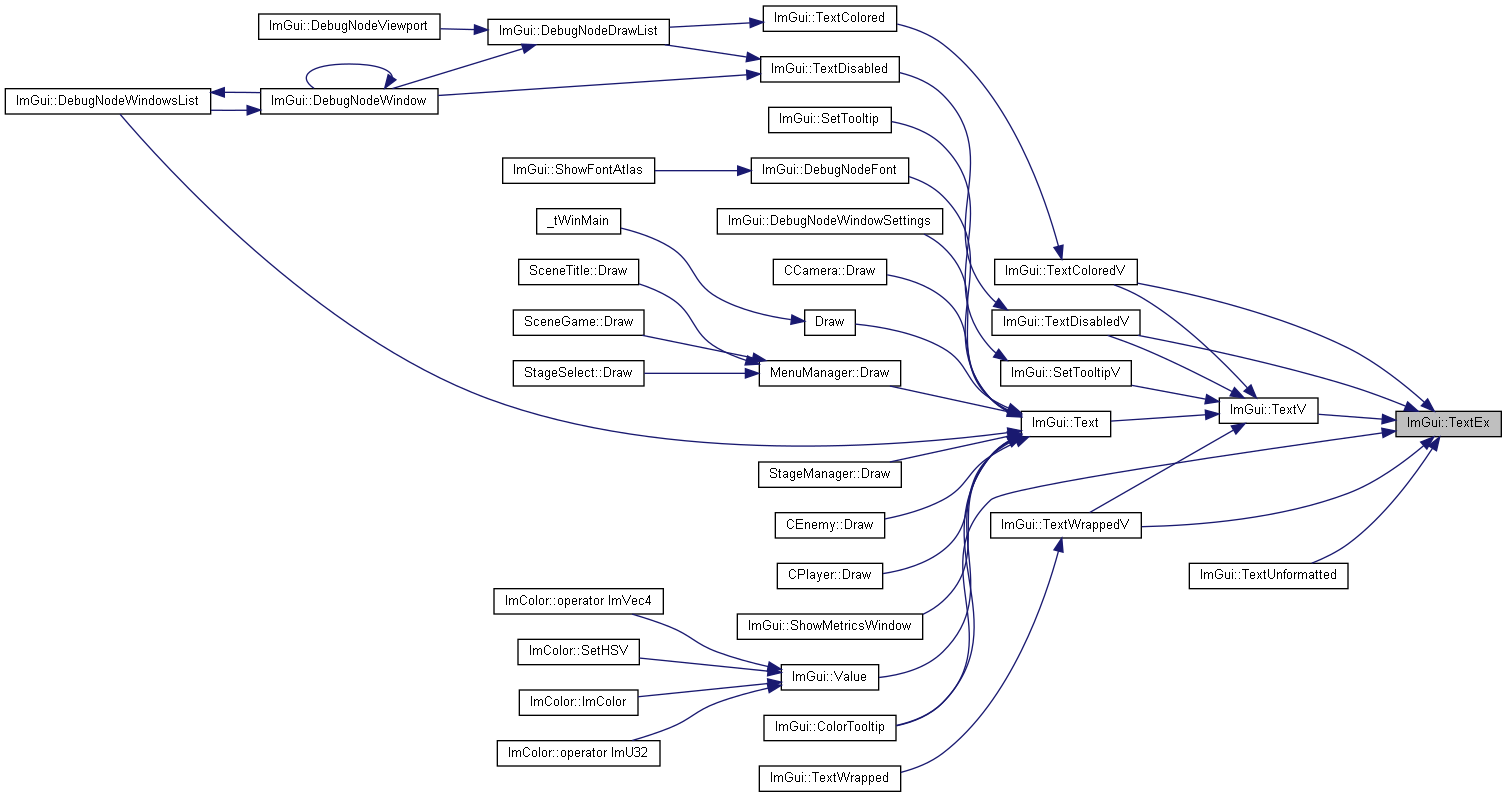 ImGui::DebugNodeViewport
ImGui::DebugNodeDrawList
ImGui::TextColored
ImGui::TextDisabled
ImGui::DebugNodeWindowsList
ImGui::DebugNodeWindow
ImGui::SetTooltip
ImGui::ShowFontAtlas
ImGui::DebugNodeFont
_tWinMain
ImGui::DebugNodeWindowSettings
SceneTitle::Draw
CCamera::Draw
ImGui::TextColoredV
SceneGame::Draw
Draw
ImGui::TextDisabledV
StageSelect::Draw
MenuManager::Draw
ImGui::SetTooltipV
ImGui::TextV
ImGui::Text
ImGui::TextEx
StageManager::Draw
CEnemy::Draw
ImGui::TextWrappedV
CPlayer::Draw
ImGui::TextUnformatted
ImColor::operator ImVec4
ImGui::ShowMetricsWindow
ImColor::SetHSV
ImGui::Value
ImColor::ImColor
ImGui::ColorTooltip
ImColor::operator ImU32
ImGui::TextWrapped